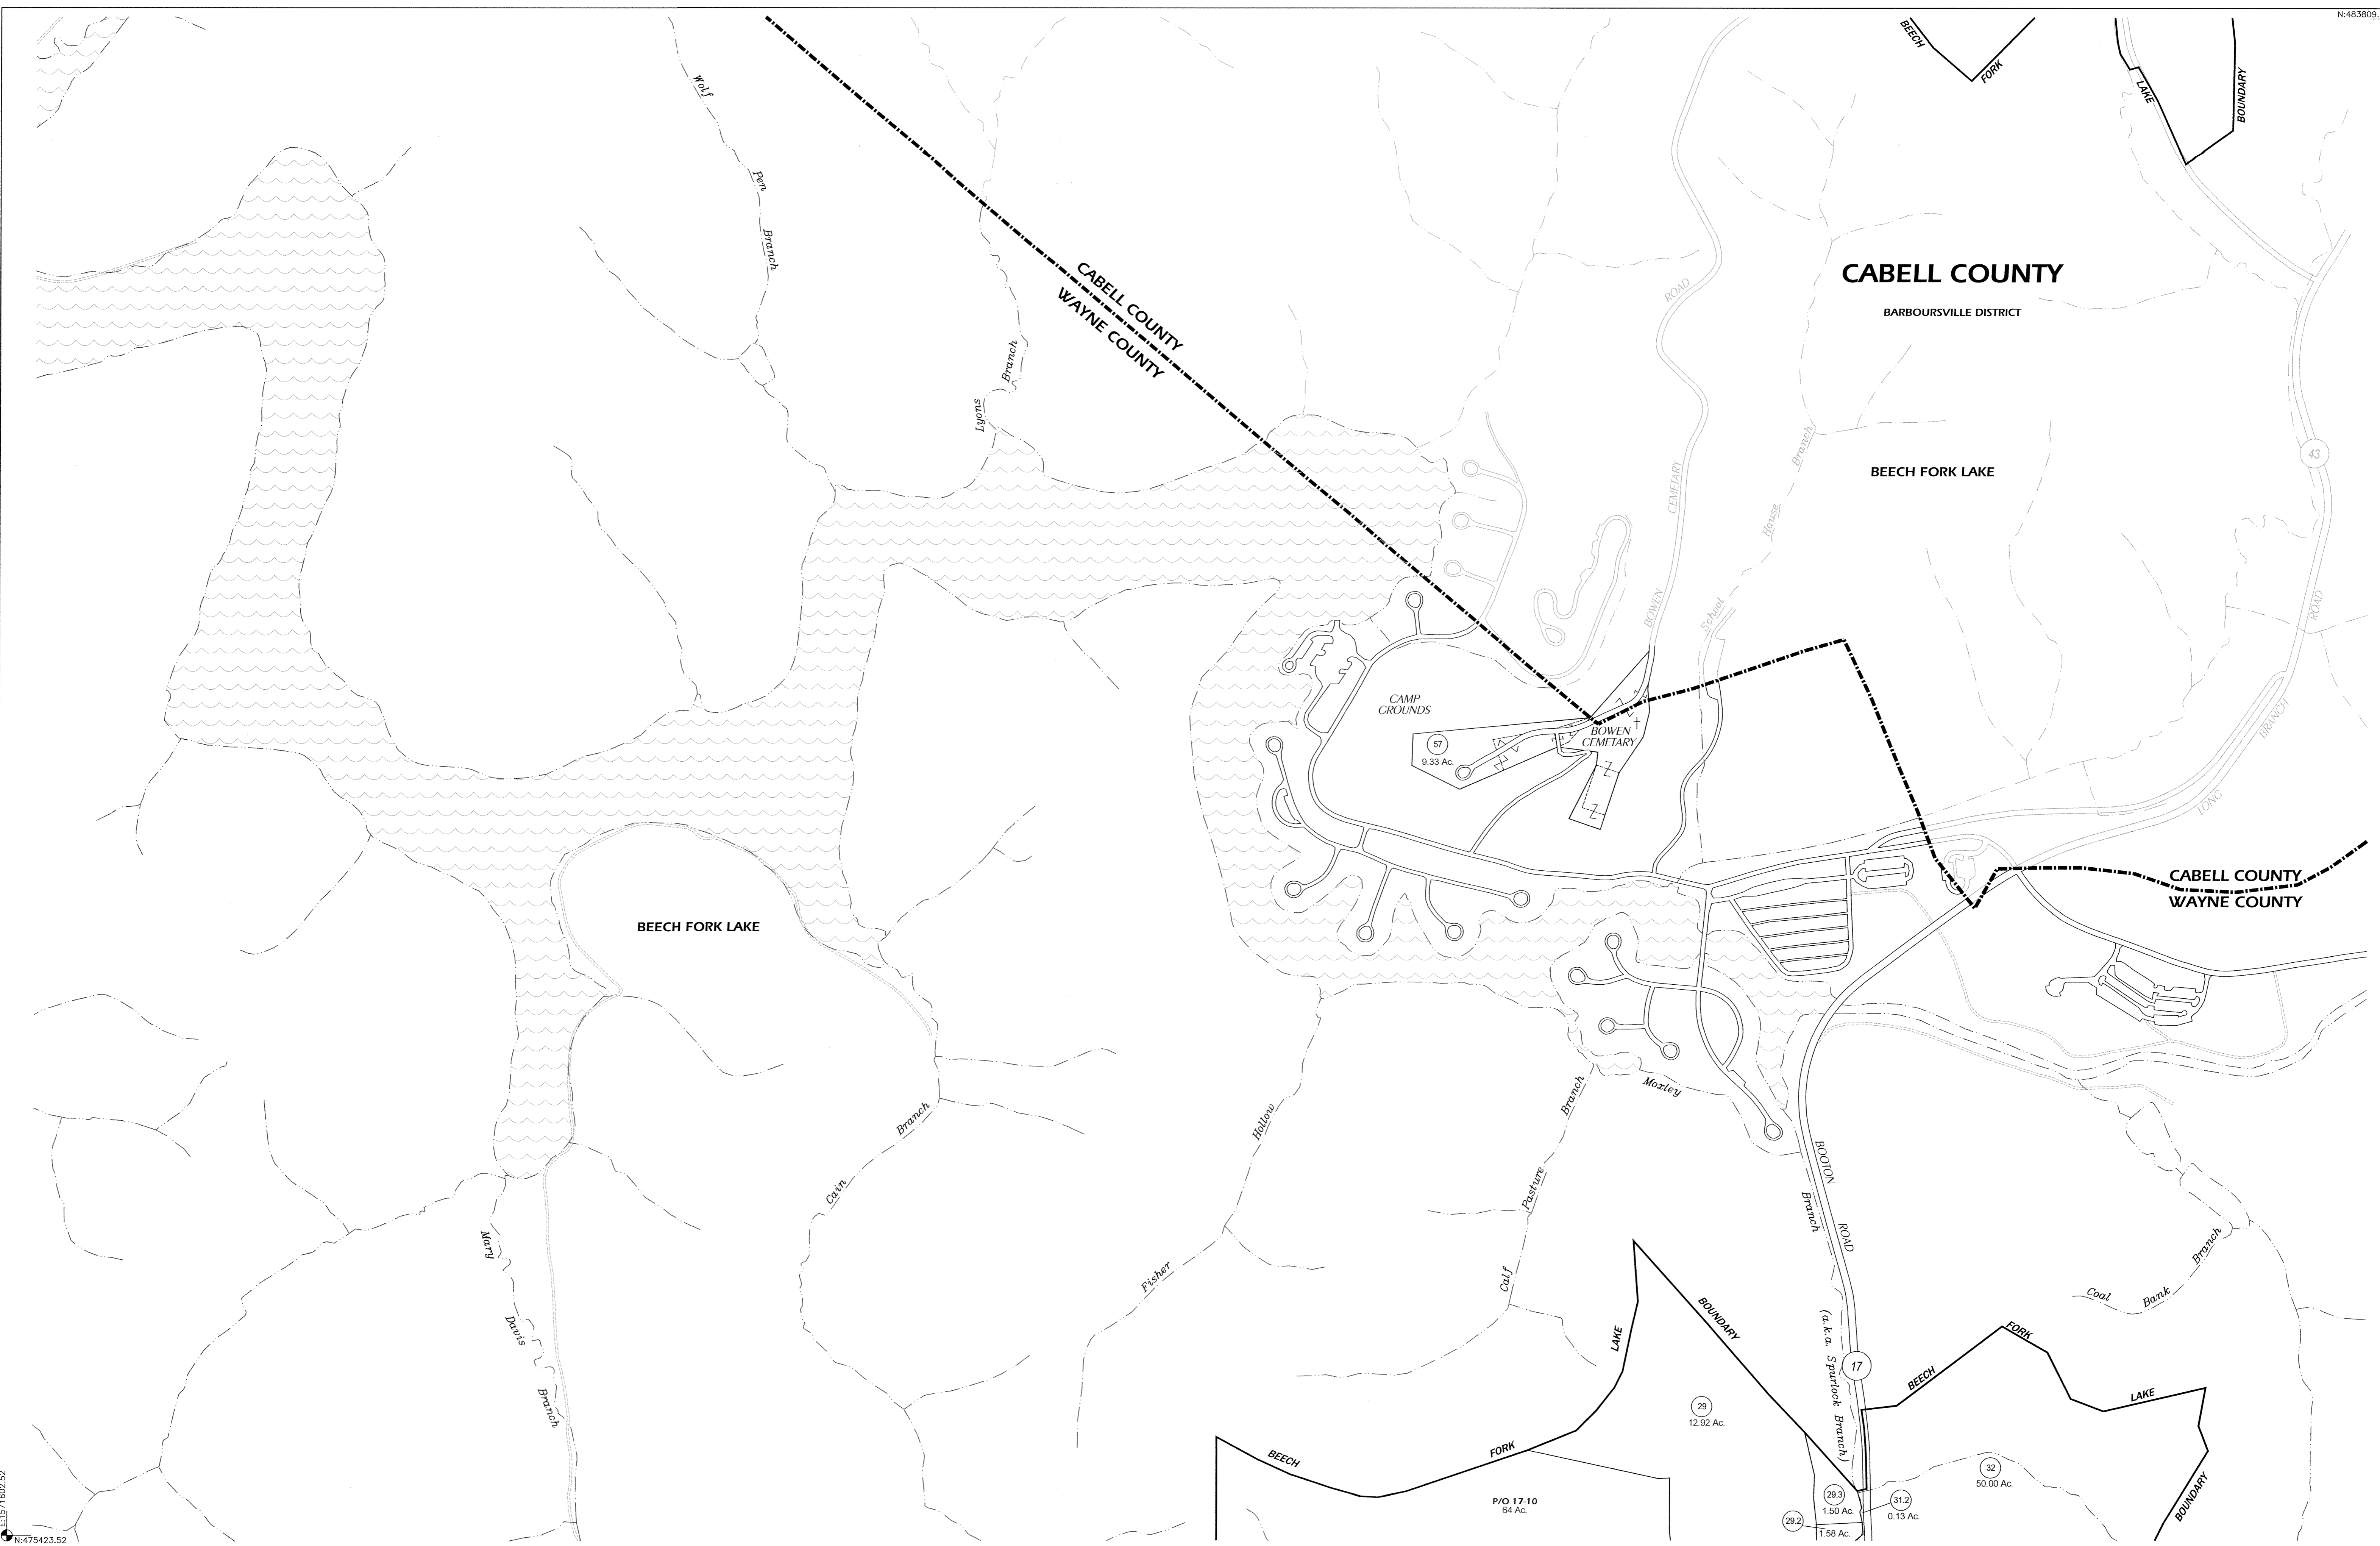 N:483809.
BEECH
FORK
LAKE
BOUNDARY
Wolf
Pen
Branch
CABELL COUNTY
WAYNE COUNTY
ROAD
CABELL COUNTY
BARBOURSVILLE DISTRICT
Lyons
Branch
43
BEECH FORK LAKE
CEMETARY
BOWEN
House
Branch
School
ROAD
BRANCH
LONG
CAMP
GROUNDS
BOWEN
CEMETARY
57
9.33 Ac.
CABELL COUNTY
WAYNE COUNTY
BEECH FORK LAKE
Cain
Branch
Fisher
Hollow
Calf
Pasture
Branch
Moxley
Branch
(a.k.a. Spurlock Branch)
BOOTON
ROAD
17
Coal
Bank
Branch
Mary
Davis
Branch
BEECH
FORK
LAKE
BOUNDARY
BEECH
FORK
LAKE
BOUNDARY
29
12.92 Ac.
P/O 17-10
64 Ac.
29.3
1.50 Ac.
29.2
1.58 Ac.
31.2
0.13 Ac.
32
50.00 Ac.
E:1571602.52
N:475423.52